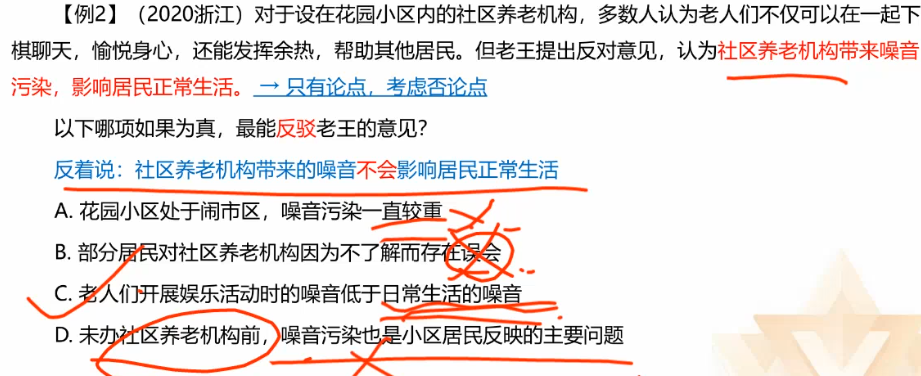 【例2】（2020浙江）对于设在花园小区内的社区养老机构，多数人认为老人们不仅可以在一起下
棋聊天，愉悦身心，还能发挥余热，帮助其他居民。但老王提出反对意见，认为社区养老机构带来噪音
污染，影响居民正常生活。→只有论点，考虑否论点
以下哪项如果为真，最能反驳老王的意见？
反着说：社区养老机构带来的噪音不会影响居民正常生活
A. 花园小区处于闹市区，噪音污染一直较重
B. 部分居民对社区养老机构因为不了解而存在误会
C. 老人们开展娱乐活动时的噪音低于日常生活的噪音
D. 未办社区养老机构前，噪音污染也是小区居民反映的主要问题